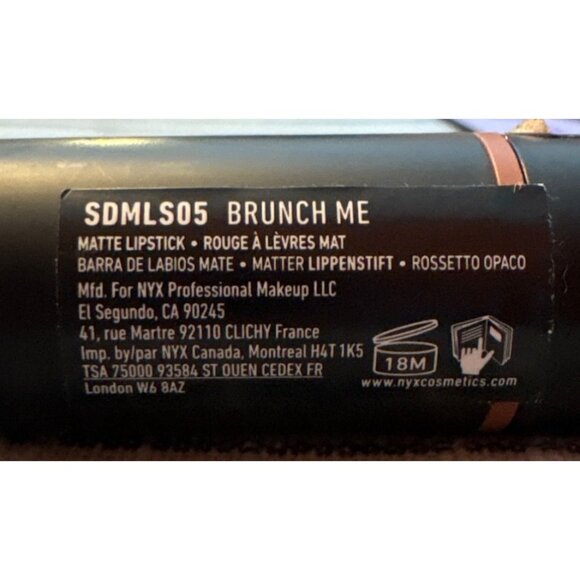 SDMLS05 BRUNCH ME
MATTE LIPSTICK • ROUGE À LÈVRES MAT
BARRA DE LABIOS MATE • MATTER LIPPENSTIFT • ROSSETTO OPACO
Mfd. For NYX Professional Makeup LLC
El Segundo, CA 90245
41, rue Martre 92110 CLICHY France
Imp. by/par NYX Canada, Montreal H4T 1K5
TSA 75000 93584 ST OUEN CEDEX FR
London W6 8AZ
18M
www.nyxcosmetics.com